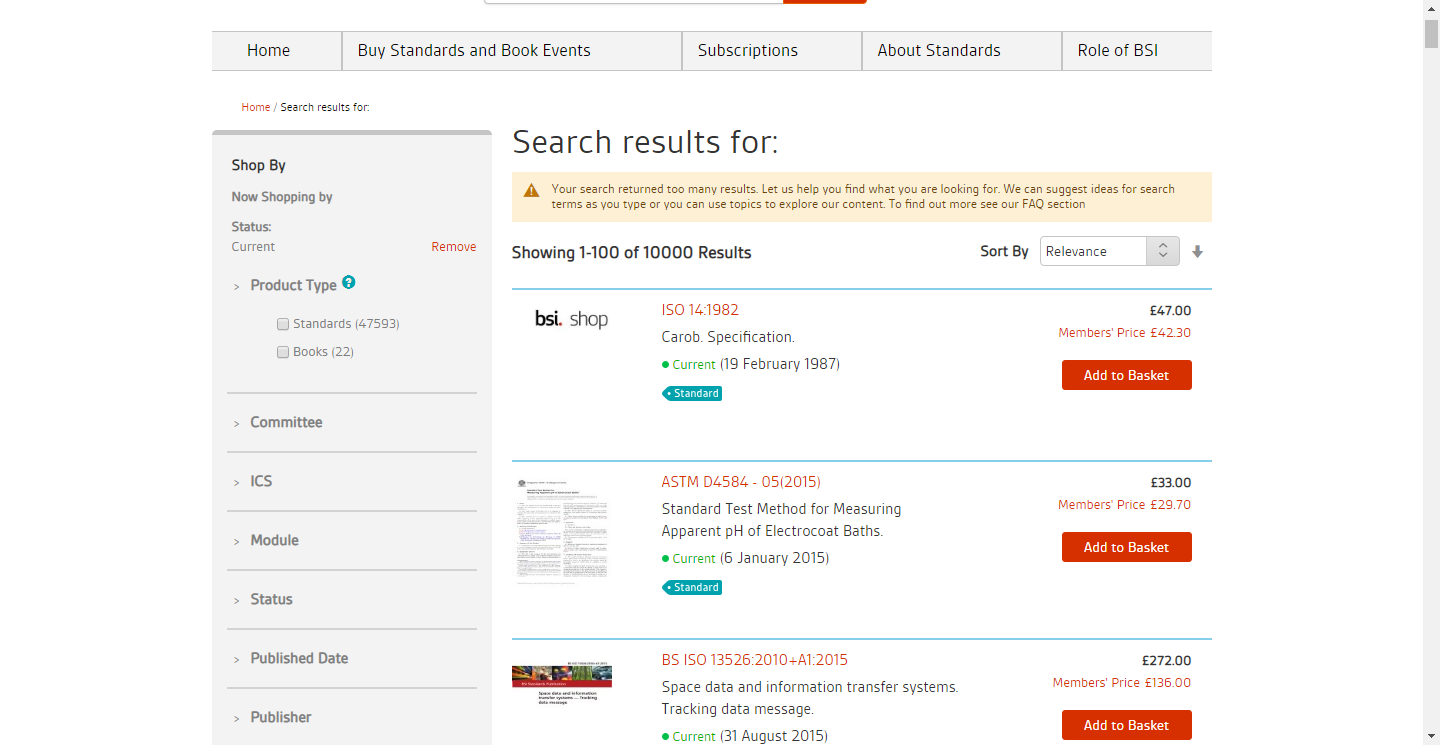 Home
Buy Standards and Book Events
Subscriptions
About Standards
Role of BSI
Home / Search results for:
Shop By
Now Shopping by
Status:
Current
Remove
> Product Type ?
Standards (47593)
Books (22)
> Committee
> ICS
> Module
> Status
> Published Date
> Publisher
Search results for:
Your search returned too many results. Let us help you find what you are looking for. We can suggest ideas for search
terms as you type or you can use topics to explore our content. To find out more see our FAQ section
Showing 1-100 of 10000 Results
Sort By
Relevance
bsi. shop
ISO 14:1982
Carob. Specification.
Current (19 February 1987)
Standard
£47.00
Members' Price £42.30
Add to Basket
ASTM D4584 - 05(2015)
Standard Test Method for Measuring
Apparent pH of Electrocoat Baths.
Current (6 January 2015)
Standard
£33.00
Members' Price £29.70
Add to Basket
BS ISO 13526:2010+A1:2015
Space data and information
transfer systems — Tracking
data message
BS ISO 13526:2010+A1:2015
Space data and information transfer systems.
Tracking data message.
Current (31 August 2015)
£272.00
Members' Price £136.00
Add to Basket